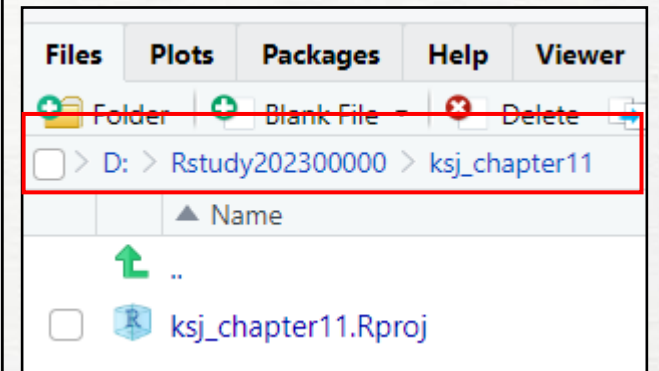 Files Plots Packages Help Viewer
Folder Blank File Delete
D: > Rstudy202300000 > ksj_chapter11
Name
..
ksj_chapter11.Rproj